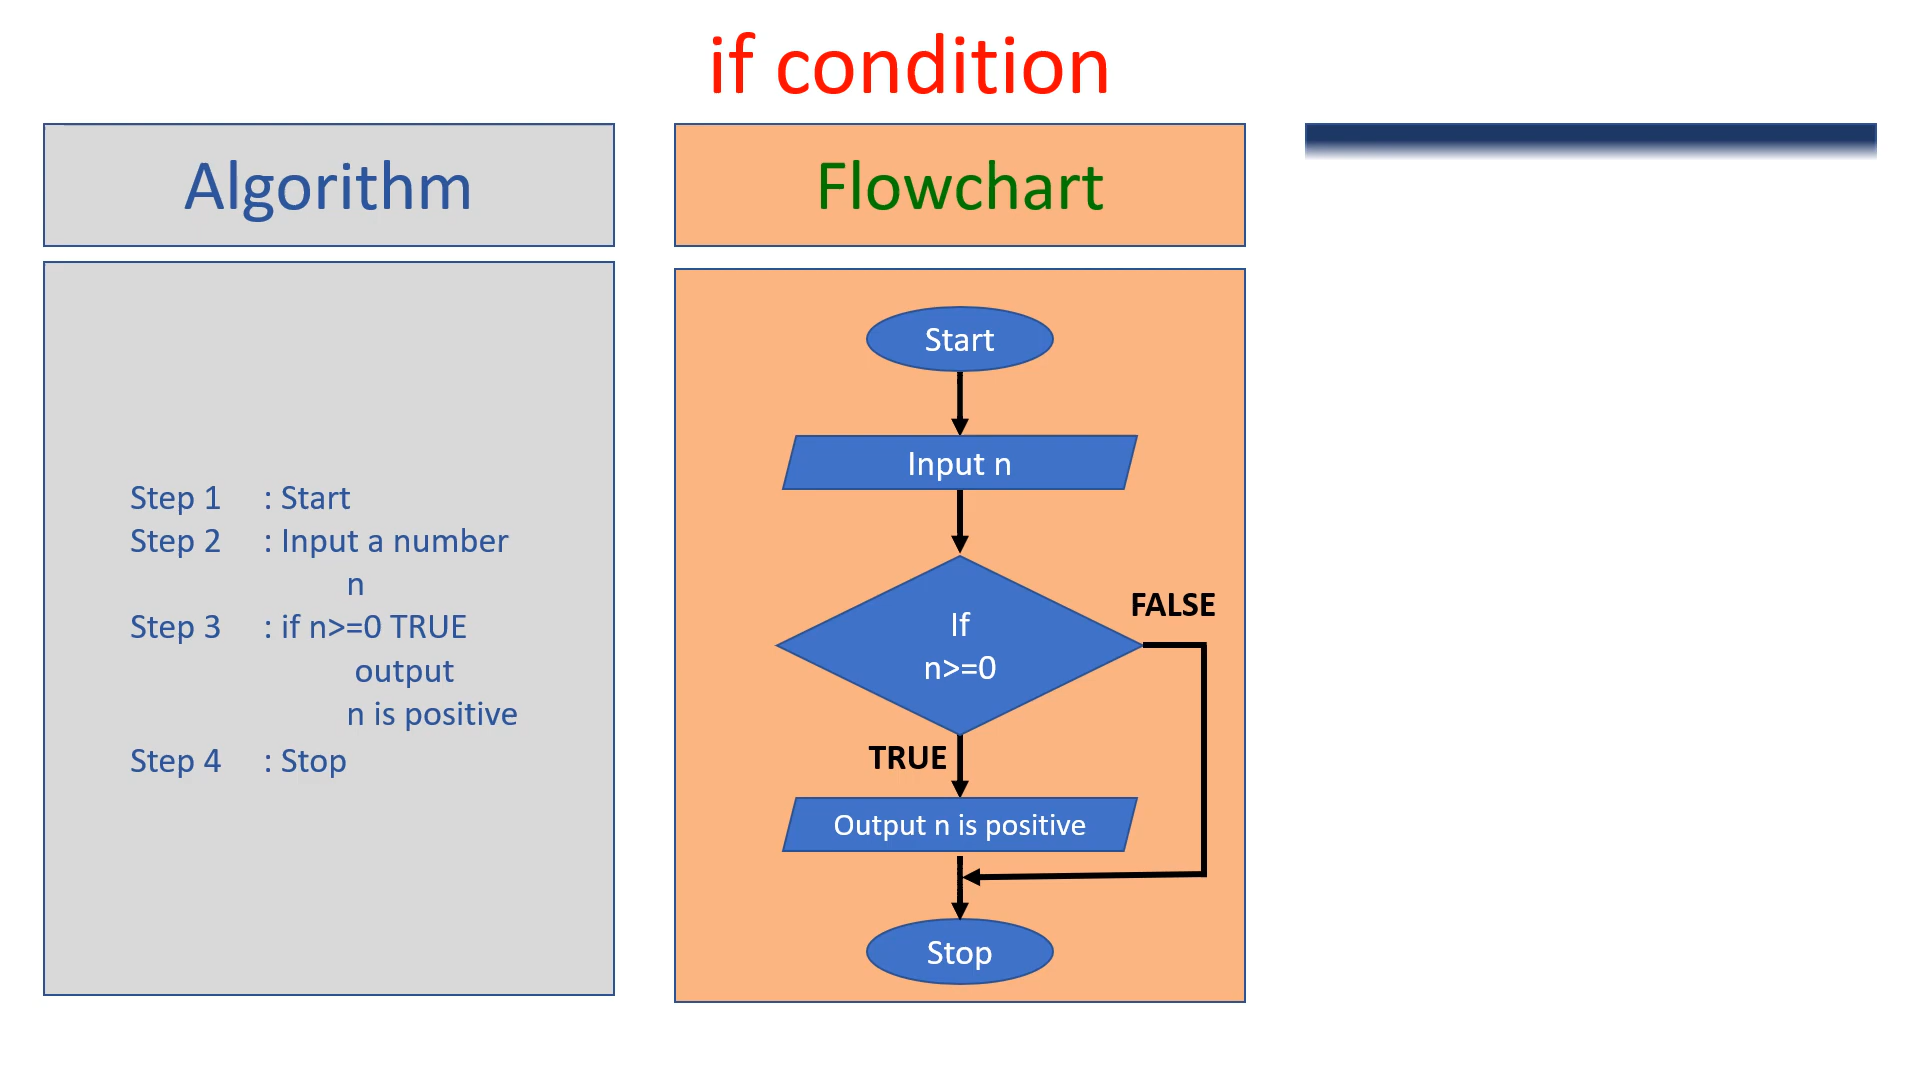 if condition
Algorithm
Step 1 : Start
Step 2 : Input a number
n
Step 3 : if n>=0 TRUE
output
n is positive
Step 4 : Stop
Flowchart
Start
Input n
If
n>=0
FALSE
TRUE
Output n is positive
Stop